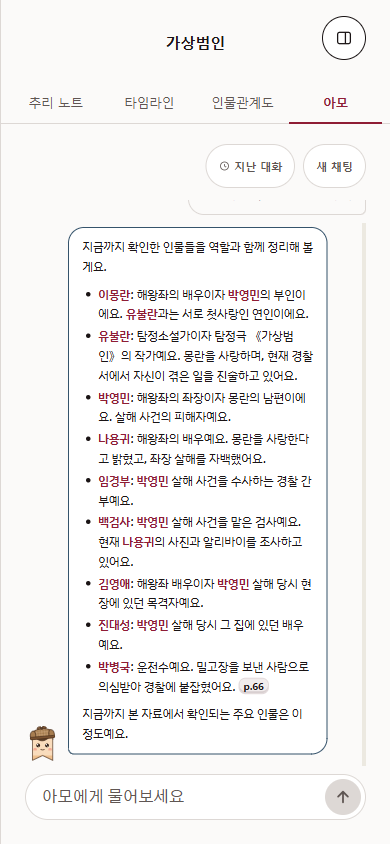 가상범인
추리 노트
타임라인
인물관계도
아모
지난 대화
새 채팅
지금까지 확인한 인물들을 역할과 함께 정리해 볼
게요.
• 이몽란: 해왕좌의 배우이자 박영민의 부인이
에요. 유불란과는 서로 첫사랑인 연인이에요.
• 유불란: 탐정소설가이자 탐정극 《가상범
인》의 작가예요. 몽란을 사랑하며, 현재 경찰
서에서 자신이 겪은 일을 진술하고 있어요.
• 박영민: 해왕좌의 좌장이자 몽란의 남편이에
요. 살해 사건의 피해자예요.
• 나용귀: 해왕좌의 배우예요. 몽란을 사랑한다
고 밝혔고, 좌장 살해를 자백했어요.
• 임경부: 박영민 살해 사건을 수사하는 경찰 간
부예요.
• 백검사: 박영민 살해 사건을 맡은 검사예요.
현재 나용귀의 사진과 알리바이를 조사하고
있어요.
• 김영애: 해왕좌 배우이자 박영민 살해 당시 현
장에 있던 목격자예요.
• 진대성: 박영민 살해 당시 그 집에 있던 배우
예요.
• 박병국: 운전수예요. 밀고장을 보낸 사람으로
의심받아 경찰에 붙잡혔어요. p.66
지금까지 본 자료에서 확인되는 주요 인물은 이
정도예요.
아모에게 물어보세요